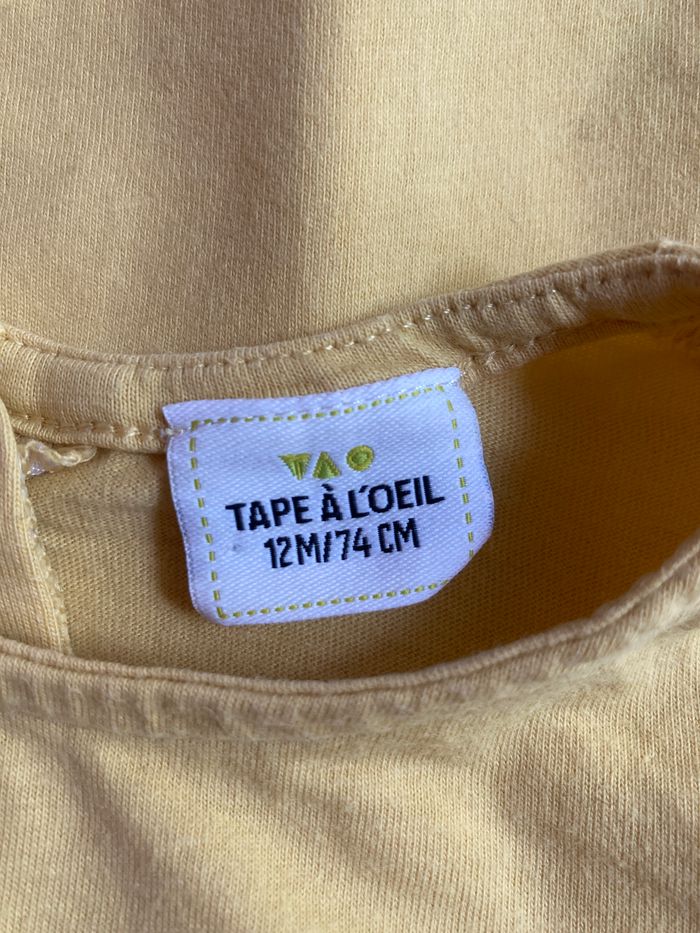 TAO
TAPE À L'OEIL
12M/74 CM